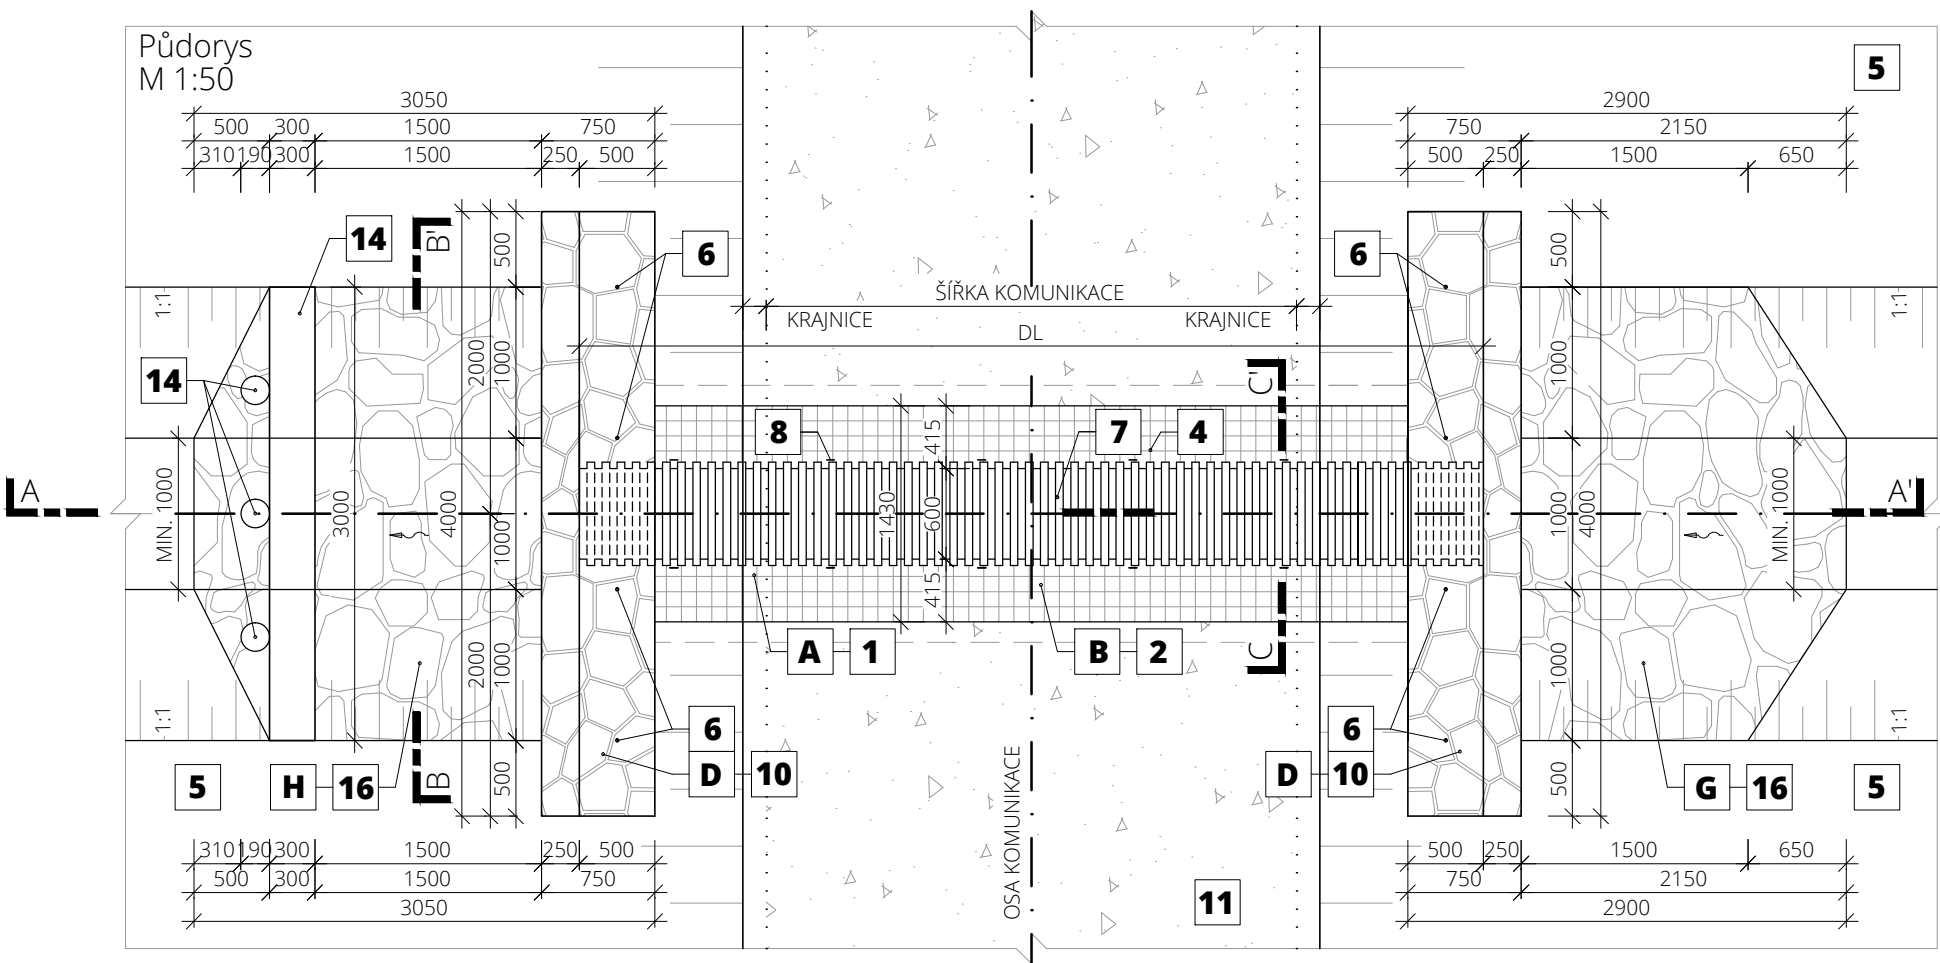 Půdorys
M 1:50
5
3050
500 300 1500 750
310 190 300 1500 250 500
2900
750 2150
500 250 1500 650
14
B'
6
6
500
500
1:1
1:1
ŠÍŘKA KOMUNIKACE
KRAJNICE KRAJNICE
DL
14
2000
1000
C'
1000
8
415
7
4
A
MIN. 1000
3000
4000
1000
1430
600
1000
4000
MIN. 1000
A'
415
A 1
B 2
C
2000
1000
1000
1:1
1:1
6
D 10
6
D 10
5
H 16
B
500
500
G 16
5
OSA KOMUNIKACE
310 190 300 1500 250 500
500 300 1500 750
3050
11
500 250 1500 650
750 2150
2900